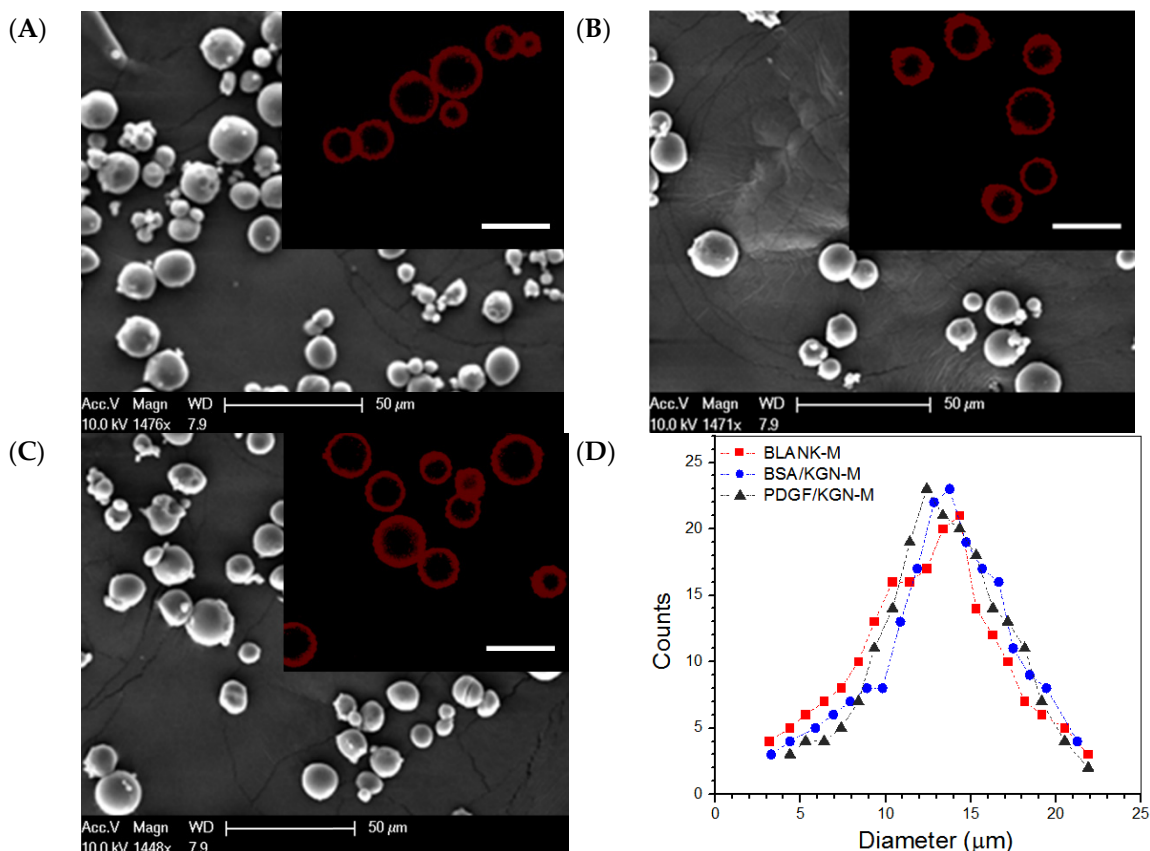 (A)
Acc.V Magn WD 50 μm
10.0 kV 1476x 7.9
(B)
Acc.V Magn WD 50 μm
10.0 kV 1471x 7.9
(C)
Acc.V Magn WD 50 μm
10.0 kV 1448x 7.9
(D)
BLANK-M
BSA/KGN-M
PDGF/KGN-M
25
20
15
10
5
0
Counts
0 5 10 15 20 25
Diameter (μm)